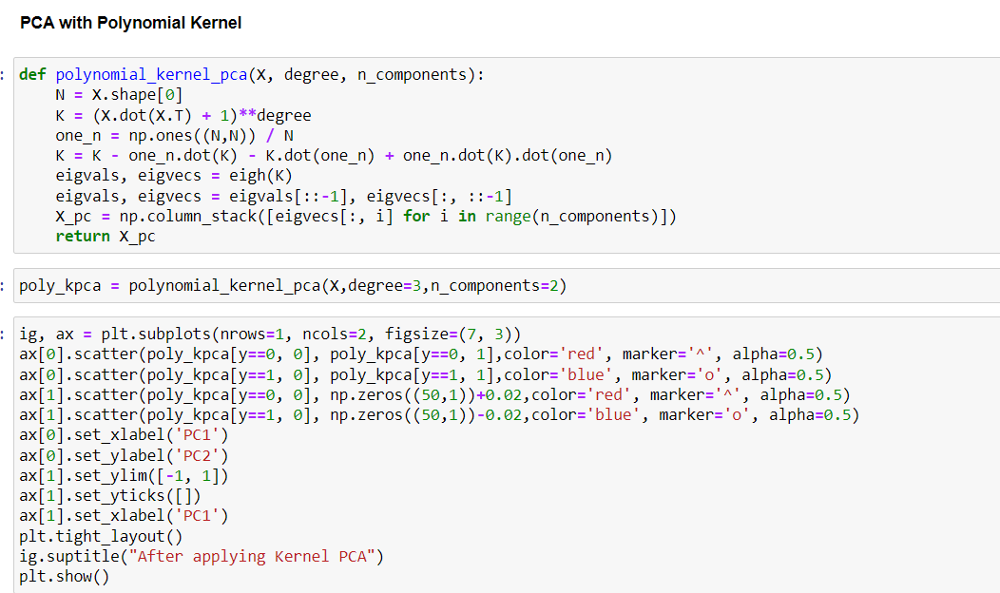 PCA with Polynomial Kernel
: def polynomial_kernel_pca(X, degree, n_components):
    N = X.shape[0]
    K = (X.dot(X.T) + 1)**degree
    one_n = np.ones((N,N)) / N
    K = K - one_n.dot(K) - K.dot(one_n) + one_n.dot(K).dot(one_n)
    eigvals, eigvecs = eigh(K)
    eigvals, eigvecs = eigvals[::-1], eigvecs[:, ::-1]
    X_pc = np.column_stack([eigvecs[:, i] for i in range(n_components)])
    return X_pc
: poly_kpca = polynomial_kernel_pca(X,degree=3,n_components=2)
: ig, ax = plt.subplots(nrows=1, ncols=2, figsize=(7, 3))
ax[0].scatter(poly_kpca[y==0, 0], poly_kpca[y==0, 1],color='red', marker='^', alpha=0.5)
ax[0].scatter(poly_kpca[y==1, 0], poly_kpca[y==1, 1],color='blue', marker='o', alpha=0.5)
ax[1].scatter(poly_kpca[y==0, 0], np.zeros((50,1))+0.02,color='red', marker='^', alpha=0.5)
ax[1].scatter(poly_kpca[y==1, 0], np.zeros((50,1))-0.02,color='blue', marker='o', alpha=0.5)
ax[0].set_xlabel('PC1')
ax[0].set_ylabel('PC2')
ax[1].set_ylim([-1, 1])
ax[1].set_yticks([])
ax[1].set_xlabel('PC1')
plt.tight_layout()
ig.suptitle("After applying Kernel PCA")
plt.show()